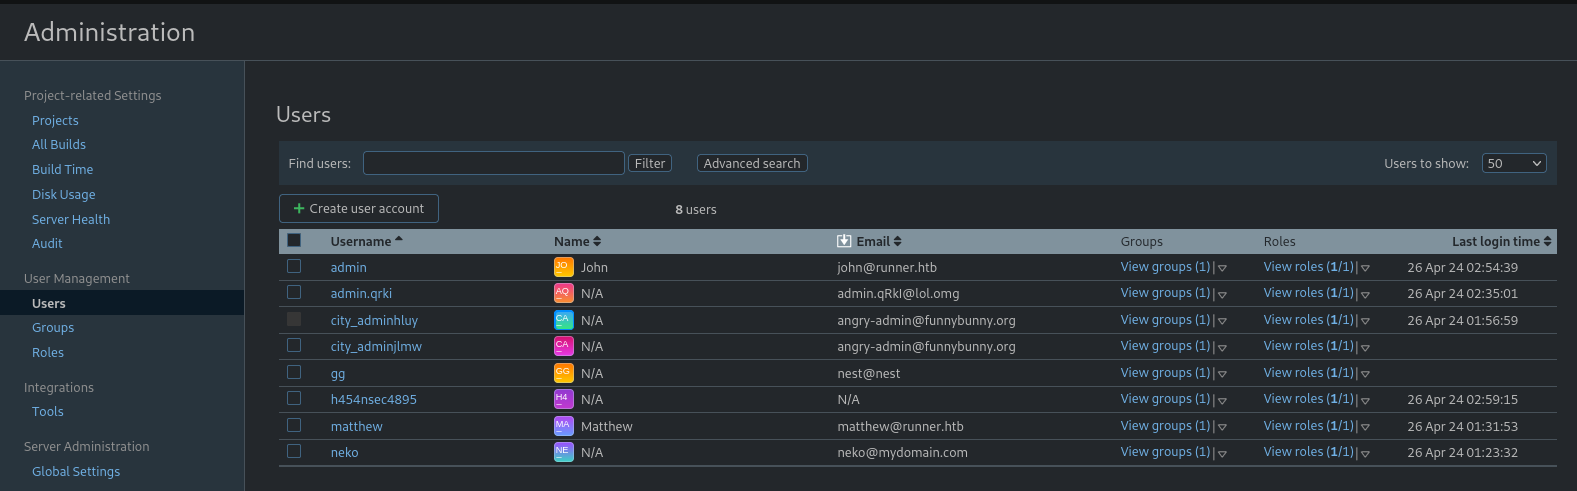 Administration
Project-related Settings
Projects
All Builds
Build Time
Disk Usage
Server Health
Audit
User Management
Users
Groups
Roles
Integrations
Tools
Server Administration
Global Settings
Users
Find users: Filter Advanced search Users to show: 50
+ Create user account 8 users
Username Name Email Groups Roles Last login time
admin JO John john@runner.htb View groups (1) View roles (1/1) 26 Apr 24 02:54:39
admin.qrki AQ N/A admin.qRkI@lol.omg View groups (1) View roles (1/1) 26 Apr 24 02:35:01
city_adminhluy CA N/A angry-admin@funnybunny.org View groups (1) View roles (1/1) 26 Apr 24 01:56:59
city_adminjlmw CA N/A angry-admin@funnybunny.org View groups (1) View roles (1/1)
gg GG N/A nest@nest View groups (1) View roles (1/1)
h454nsec4895 H4 N/A N/A View groups (1) View roles (1/1) 26 Apr 24 02:59:15
matthew MA Matthew matthew@runner.htb View groups (1) View roles (1/1) 26 Apr 24 01:31:53
neko NE N/A neko@mydomain.com View groups (1) View roles (1/1) 26 Apr 24 01:23:32